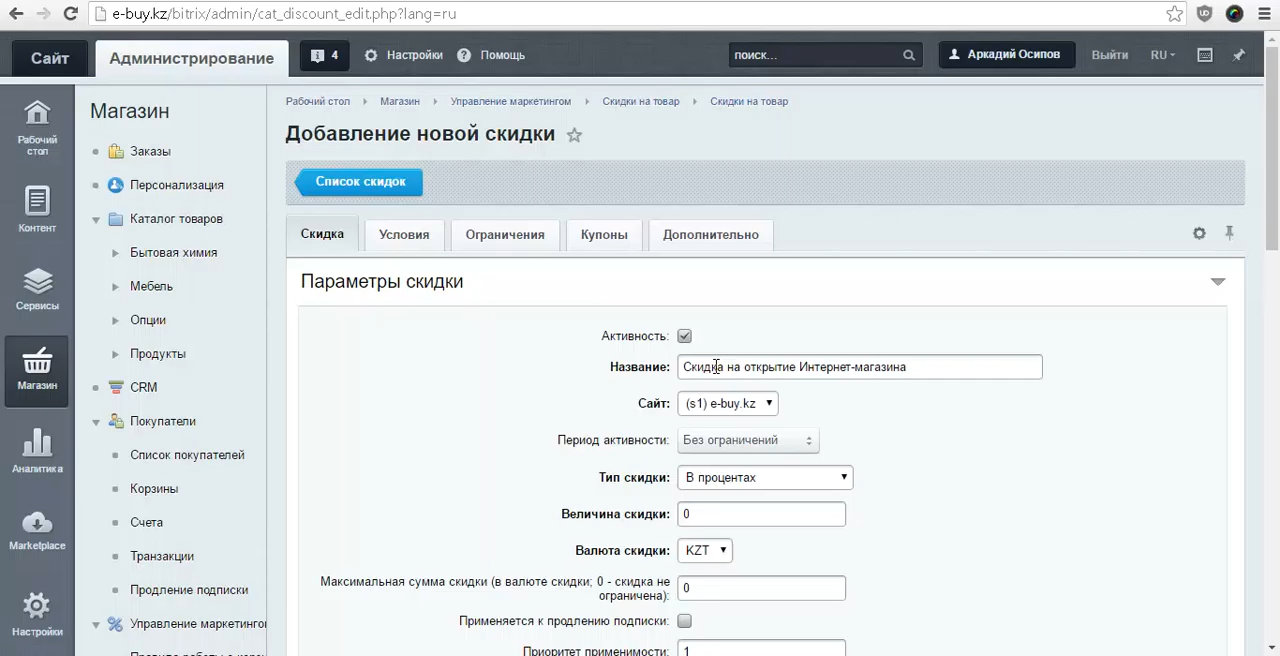 e-buy.kz/bitrix/admin/cat_discount_edit.php?lang=ru
Сайт
Администрирование
4
Настройки
Помощь
поиск...
Аркадий Осипов
Выйти
RU
Рабочий стол
Магазин
Управление маркетингом
Скидки на товар
Скидки на товар
Добавление новой скидки
Список скидок
Скидка
Условия
Ограничения
Купоны
Дополнительно
Параметры скидки
Активность:
Название: Скидка на открытие Интернет-магазина
Сайт: (s1) e-buy.kz
Период активности: Без ограничений
Тип скидки: В процентах
Величина скидки: 0
Валюта скидки: KZT
Максимальная сумма скидки (в валюте скидки; 0 - скидка не
ограничена): 0
Применяется к продлению подписки:
Приоритет применимости: 1
Рабочий
стол
Контент
Сервисы
Магазин
Аналитика
Marketplace
Настройки
Магазин
Заказы
Персонализация
Каталог товаров
Бытовая химия
Мебель
Опции
Продукты
CRM
Покупатели
Список покупателей
Корзины
Счета
Транзакции
Продление подписки
Управление маркетинго